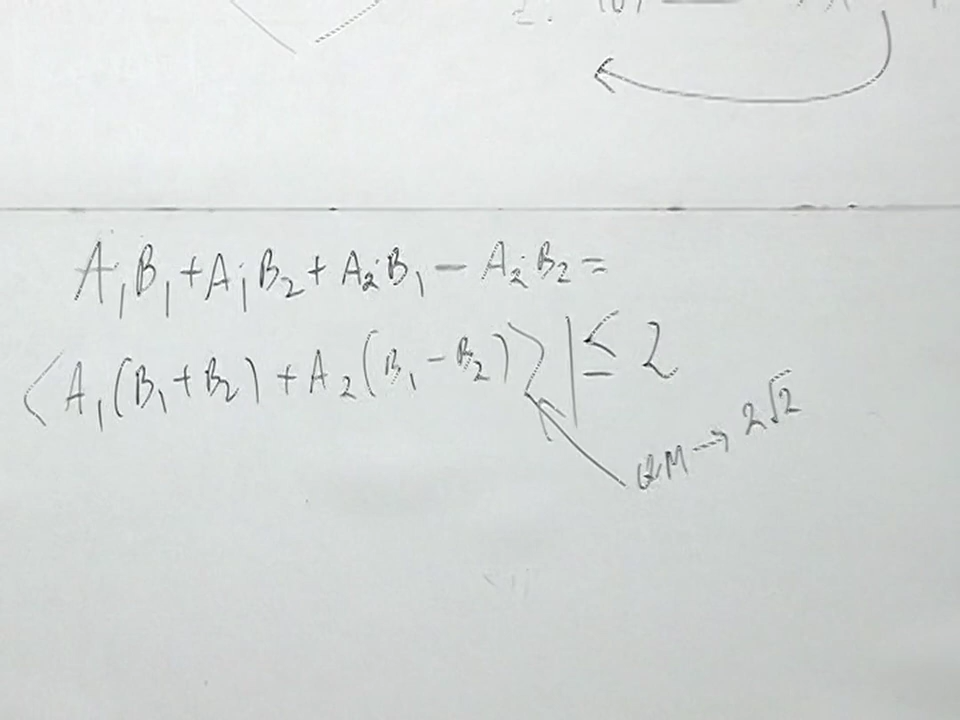 A₁B₁ + A₁B₂ + A₂B₁ − A₂B₂ =
⟨A₁(B₁ + B₂) + A₂(B₁ − B₂)⟩| ≤ 2
QM → 2√2